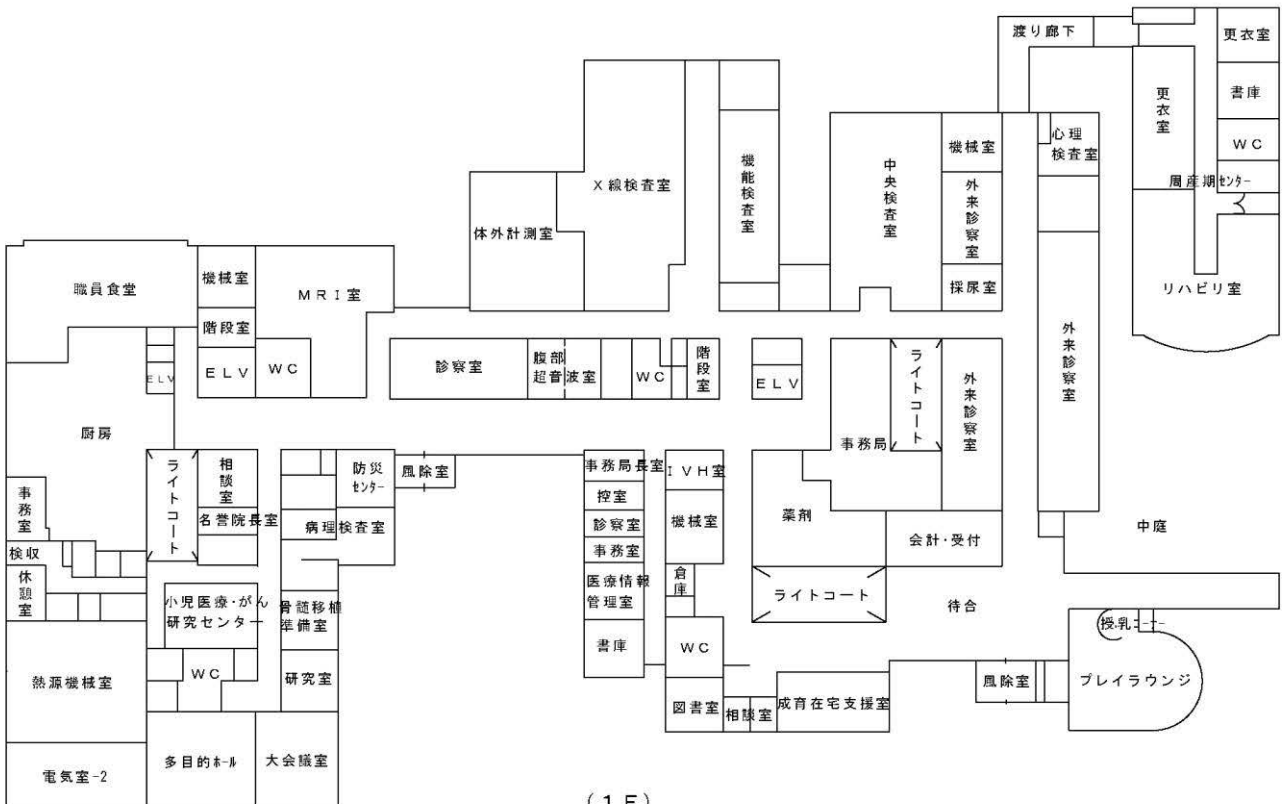 渡り廊下
更衣室
書庫
更衣室
WC
周産期センター
リハビリ室
心理
検査室
機械室
外来診察室
採尿室
中央検査室
機能検査室
X線検査室
体外計測室
職員食堂
機械室
階段室
ELV
MRI室
WC
ELV
診察室
腹部
超音波室
WC
階段室
ELV
ライトコート
外来診察室
外来診察室
事務局
厨房
ライトコート
相談室
名誉院長室
防災
センター
病理検査室
風除室
事務局長室
控室
診察室
事務室
医療情報
管理室
書庫
IVH室
機械室
倉庫
WC
図書室
相談室
成育在宅支援室
薬剤
会計・受付
ライトコート
待合
中庭
授乳コーナー
プレイラウンジ
風除室
事務室
検収
休憩室
小児医療・がん
研究センター
骨髄移植
準備室
WC
研究室
熱源機械室
電気室-2
多目的ホール
大会議室
(1F)